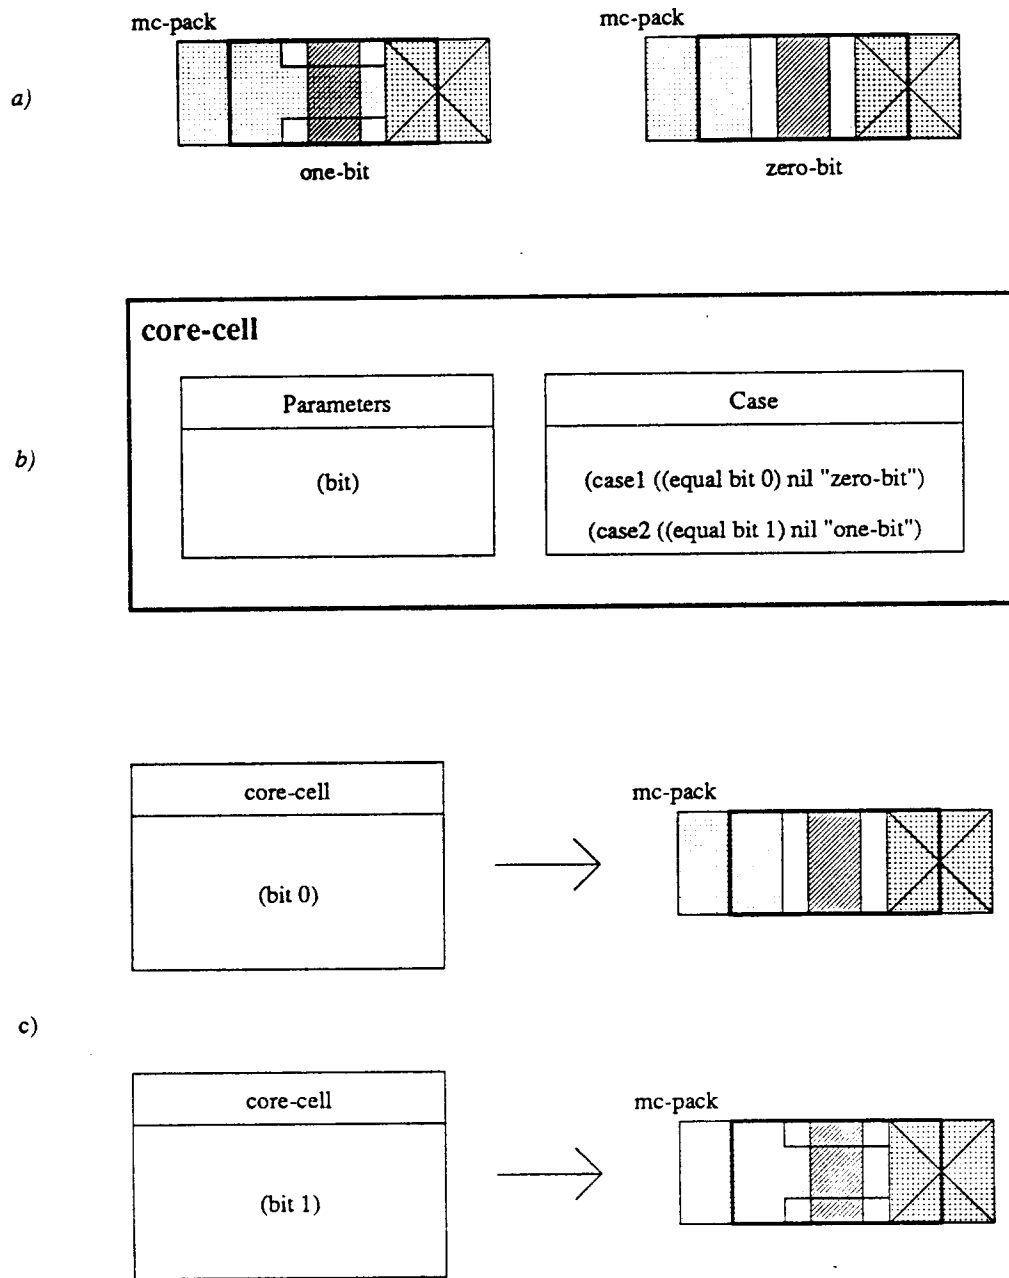 mc-pack
mc-pack
a)
one-bit
zero-bit
core-cell
Parameters
Case
b)
(bit)
(case1 ((equal bit 0) nil "zero-bit")
(case2 ((equal bit 1) nil "one-bit")
core-cell
mc-pack
(bit 0)
c)
core-cell
mc-pack
(bit 1)